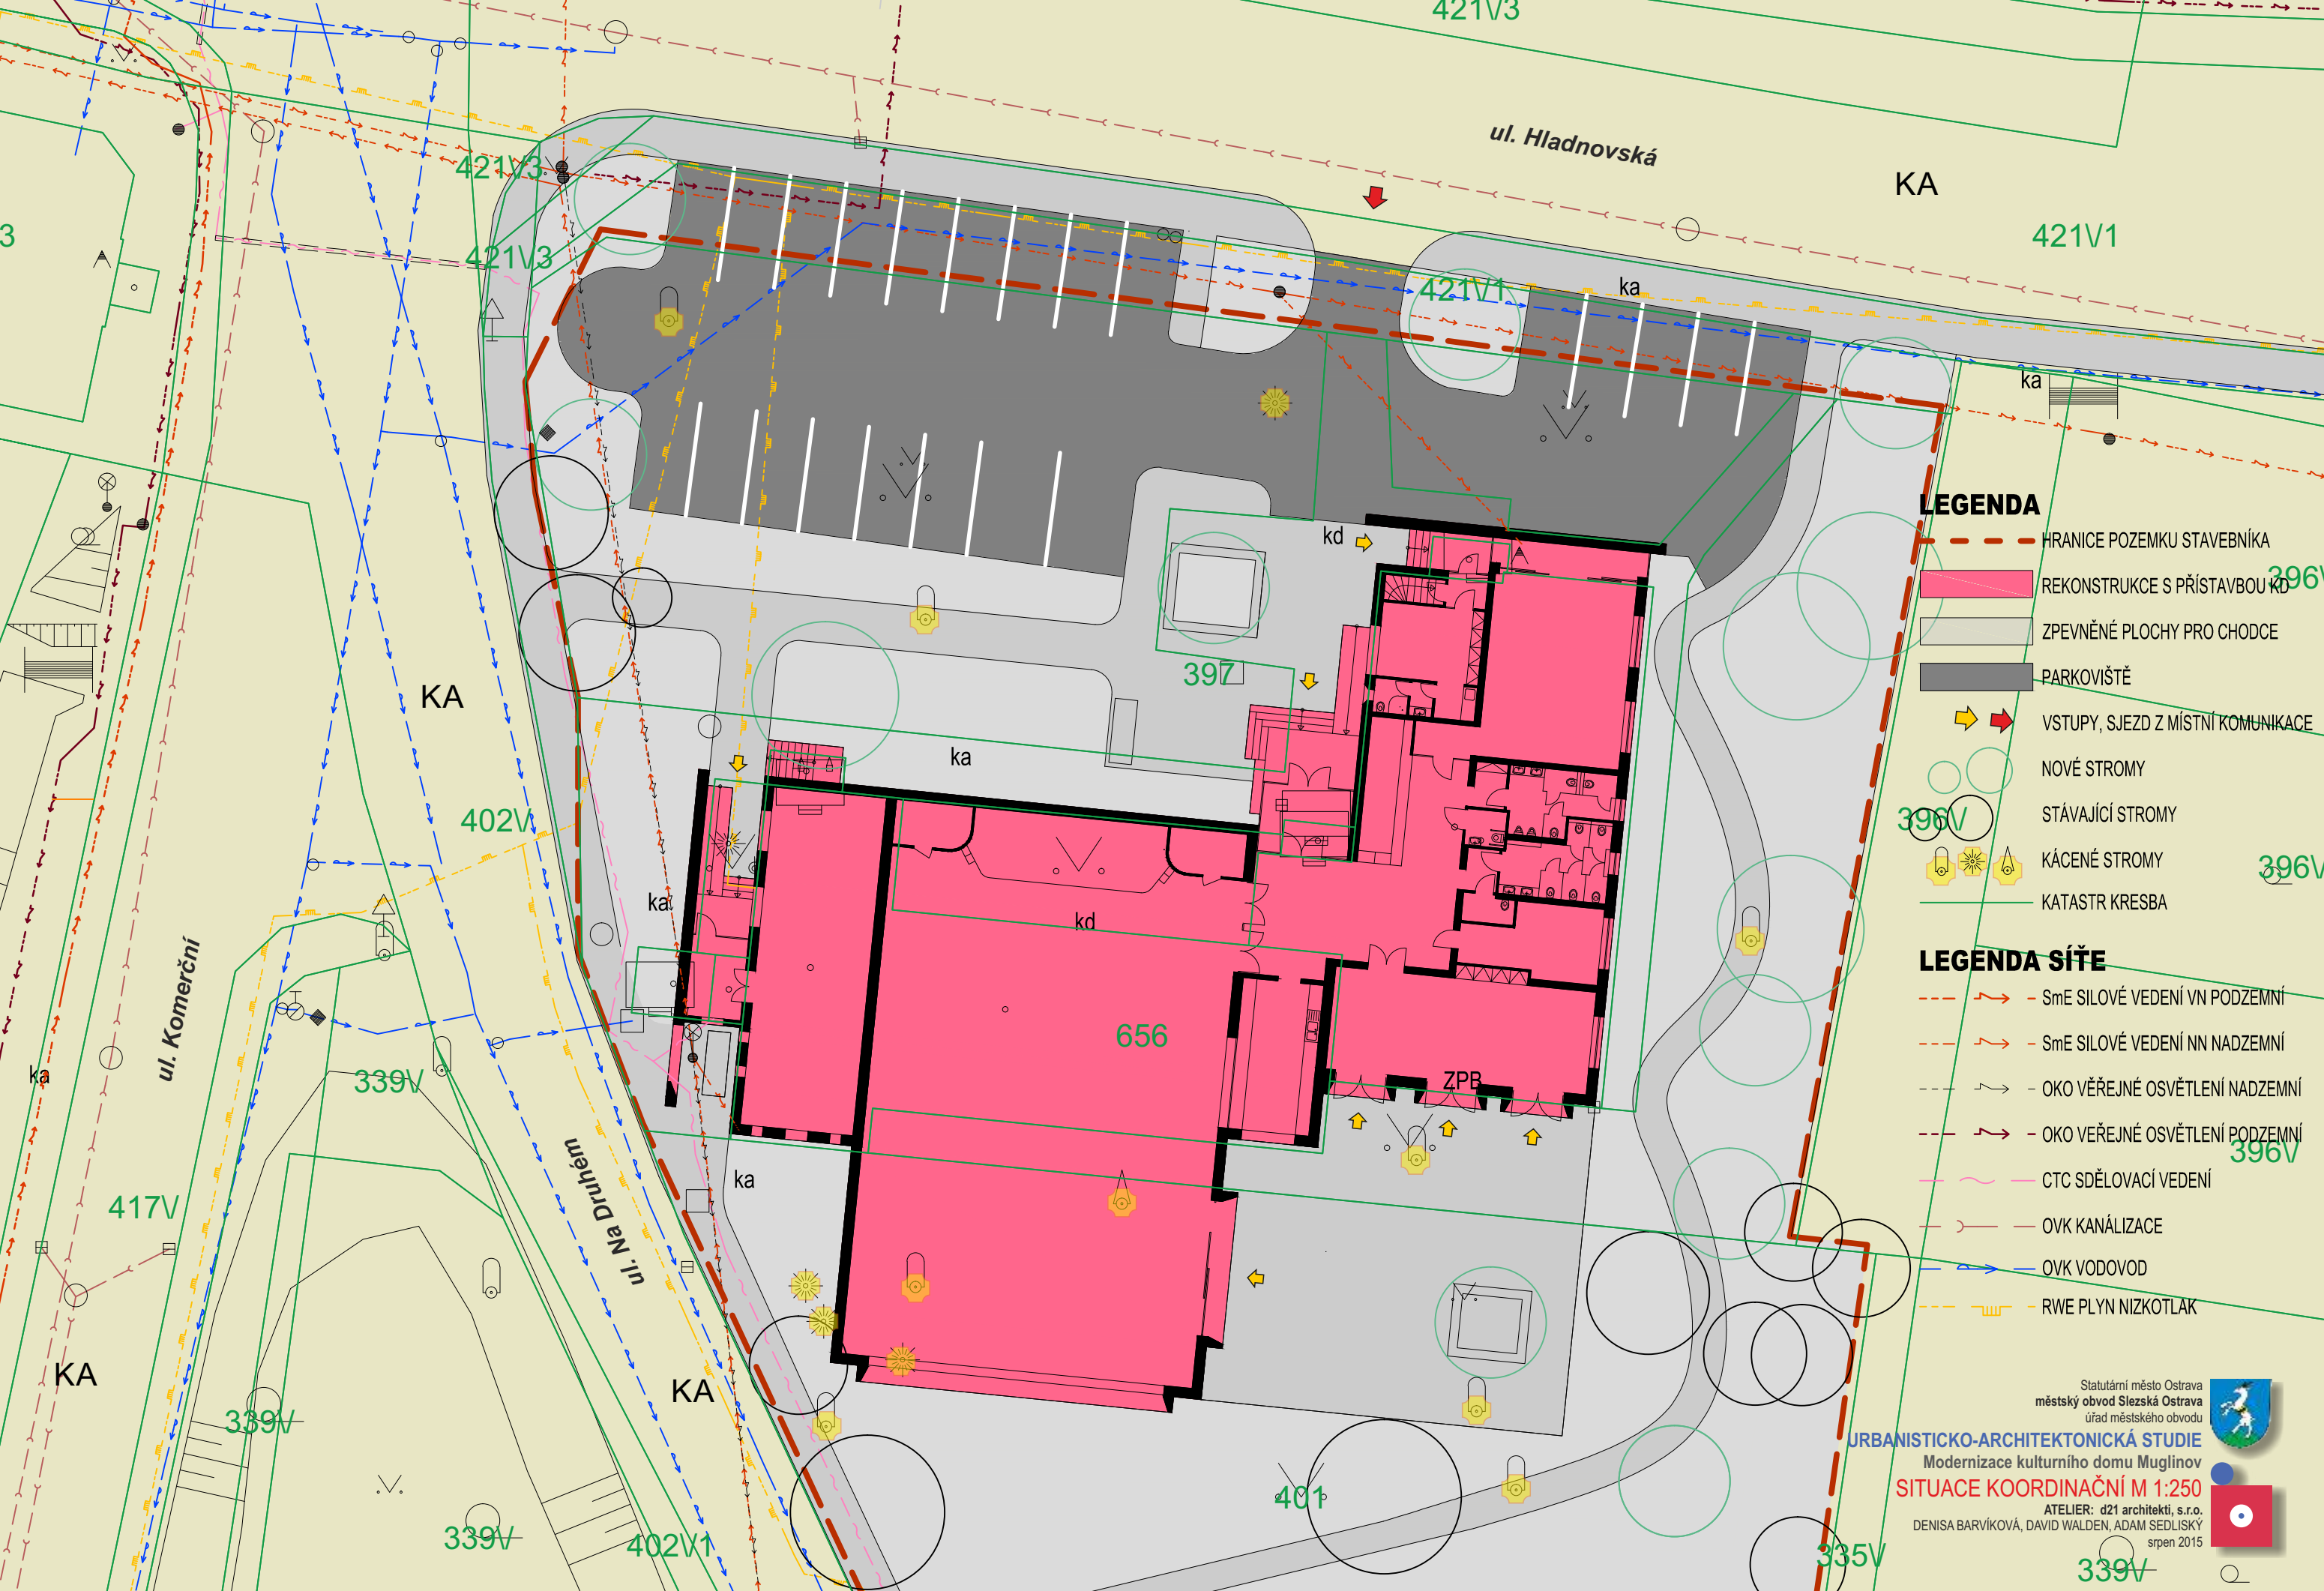 421\/3
ul. Hladnovská
KA
421\/3
421\/1
3
421\/3
421\/1
ka
ka
LEGENDA
HRANICE POZEMKU STAVEBNÍKA
kd
396\/
REKONSTRUKCE S PŘÍSTAVBOU KD
ZPEVNĚNÉ PLOCHY PRO CHODCE
397
PARKOVIŠTĚ
KA
VSTUPY, SJEZD Z MÍSTNÍ KOMUNIKACE
ka
NOVÉ STROMY
402\/
396\/
STÁVAJÍCÍ STROMY
KÁCENÉ STROMY
396\/
ka
kd
KATASTR KRESBA
ul. Komerční
LEGENDA SÍŤE
SmE SILOVÉ VEDENÍ VN PODZEMNÍ
656
SmE SILOVÉ VEDENÍ NN NADZEMNÍ
ka
339\/
ZPB
OKO VĚŘEJNÉ OSVĚTLENÍ NADZEMNÍ
OKO VEŘEJNÉ OSVĚTLENÍ PODZEMNÍ
396\/
ka
CTC SDĚLOVACÍ VEDENÍ
417\/
ul. Na Druhém
OVK KANÁLIZACE
OVK VODOVOD
RWE PLYN NIZKOTLAK
KA
KA
Statutární město Ostrava
městský obvod Slezská Ostrava
úřad městského obvodu
339\/
URBANISTICKO-ARCHITEKTONICKÁ STUDIE
Modernizace kulturního domu Muglinov
SITUACE KOORDINAČNÍ M 1:250
401
ATELIER: d21 architekti, s.r.o.
DENISA BARVÍKOVÁ, DAVID WALDEN, ADAM SEDLISKÝ
srpen 2015
339\/
402\/1
335\/
339\/